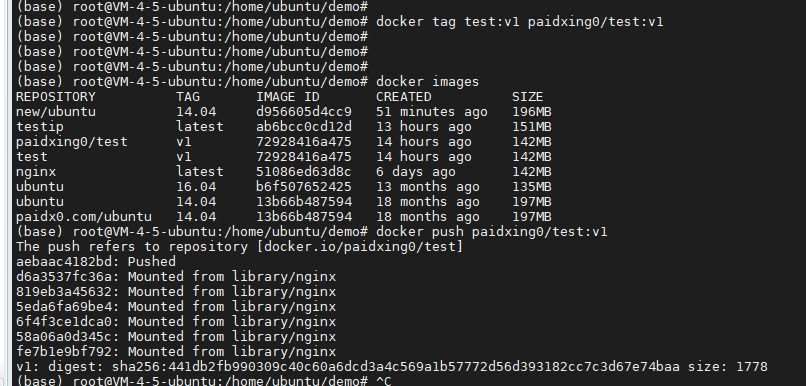 (base) root@VM-4-5-ubuntu:/home/ubuntu/demo#
(base) root@VM-4-5-ubuntu:/home/ubuntu/demo# docker tag test:v1 paidxing0/test:v1
(base) root@VM-4-5-ubuntu:/home/ubuntu/demo#
(base) root@VM-4-5-ubuntu:/home/ubuntu/demo#
(base) root@VM-4-5-ubuntu:/home/ubuntu/demo#
(base) root@VM-4-5-ubuntu:/home/ubuntu/demo# docker images
REPOSITORY TAG IMAGE ID CREATED SIZE
new/ubuntu 14.04 d956605d4cc9 51 minutes ago 196MB
testip latest ab6bcc0cd12d 13 hours ago 151MB
paidxing0/test v1 72928416a475 14 hours ago 142MB
test v1 72928416a475 14 hours ago 142MB
nginx latest 51086ed63d8c 6 days ago 142MB
ubuntu 16.04 b6f507652425 13 months ago 135MB
ubuntu 14.04 13b66b487594 18 months ago 197MB
paidx0.com/ubuntu 14.04 13b66b487594 18 months ago 197MB
(base) root@VM-4-5-ubuntu:/home/ubuntu/demo# docker push paidxing0/test:v1
The push refers to repository [docker.io/paidxing0/test]
aebaac4182bd: Pushed
d6a3537fc36a: Mounted from library/nginx
819eb3a45632: Mounted from library/nginx
5eda6fa69be4: Mounted from library/nginx
6f4f3ce1dca0: Mounted from library/nginx
58a06a0d345c: Mounted from library/nginx
fe7b1e9bf792: Mounted from library/nginx
v1: digest: sha256:441db2fb990309c40c60a6dcd3a4c569a1b57772d56d393182cc7c3d67e74baa size: 1778
(base) root@VM-4-5-ubuntu:/home/ubuntu/demo# ^C